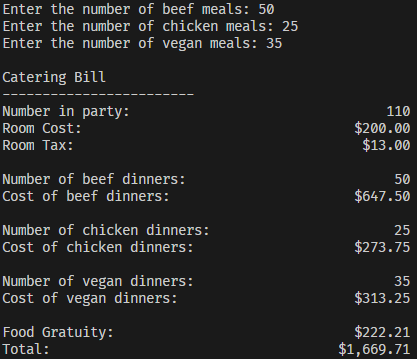 Enter the number of beef meals: 50
Enter the number of chicken meals: 25
Enter the number of vegan meals: 35
Catering Bill
------------------------
Number in party: 110
Room Cost: $200.00
Room Tax: $13.00
Number of beef dinners: 50
Cost of beef dinners: $647.50
Number of chicken dinners: 25
Cost of chicken dinners: $273.75
Number of vegan dinners: 35
Cost of vegan dinners: $313.25
Food Gratuity: $222.21
Total: $1,669.71